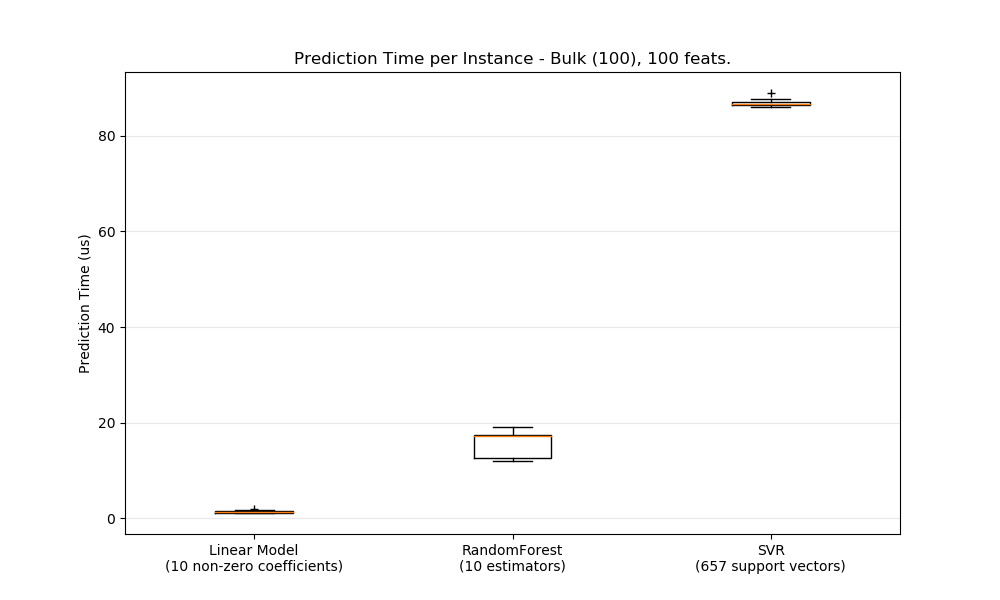 Prediction Time per Instance - Bulk (100), 100 feats.
Prediction Time (us)
80
60
40
20
0
Linear Model
(10 non-zero coefficients)
RandomForest
(10 estimators)
SVR
(657 support vectors)